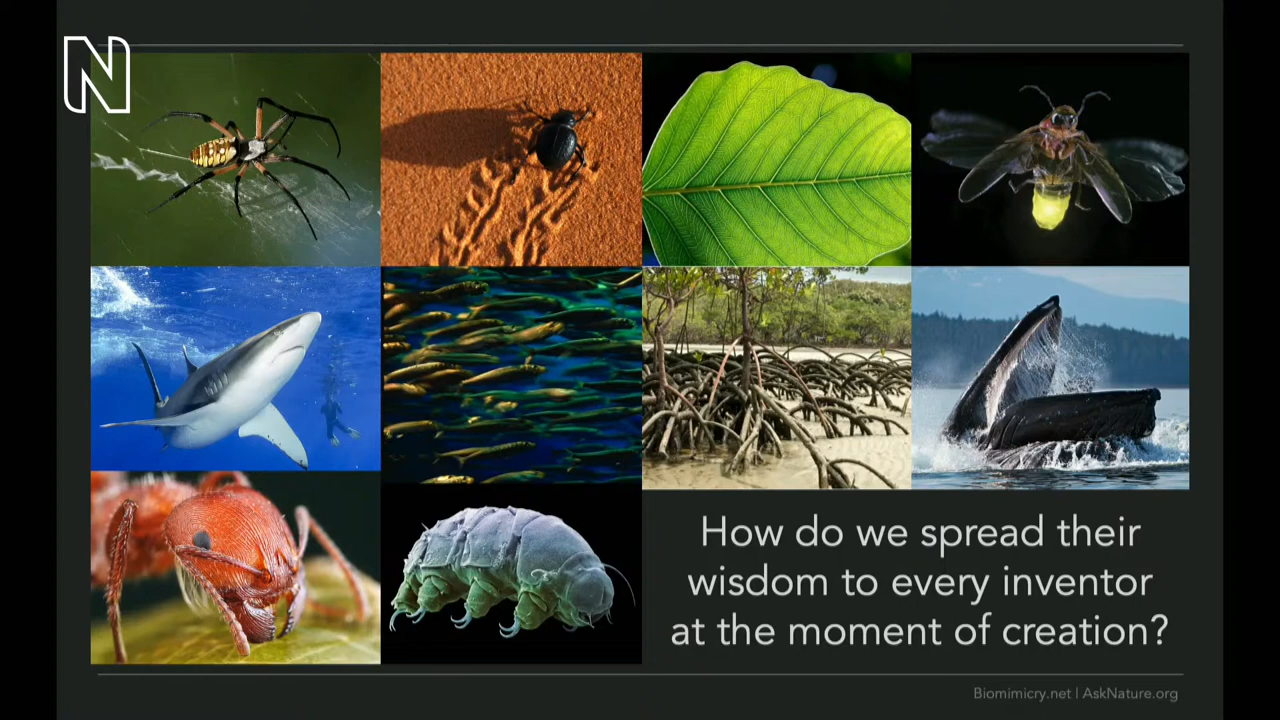 N
How do we spread their
wisdom to every inventor
at the moment of creation?
Biomimicry.net | AskNature.org